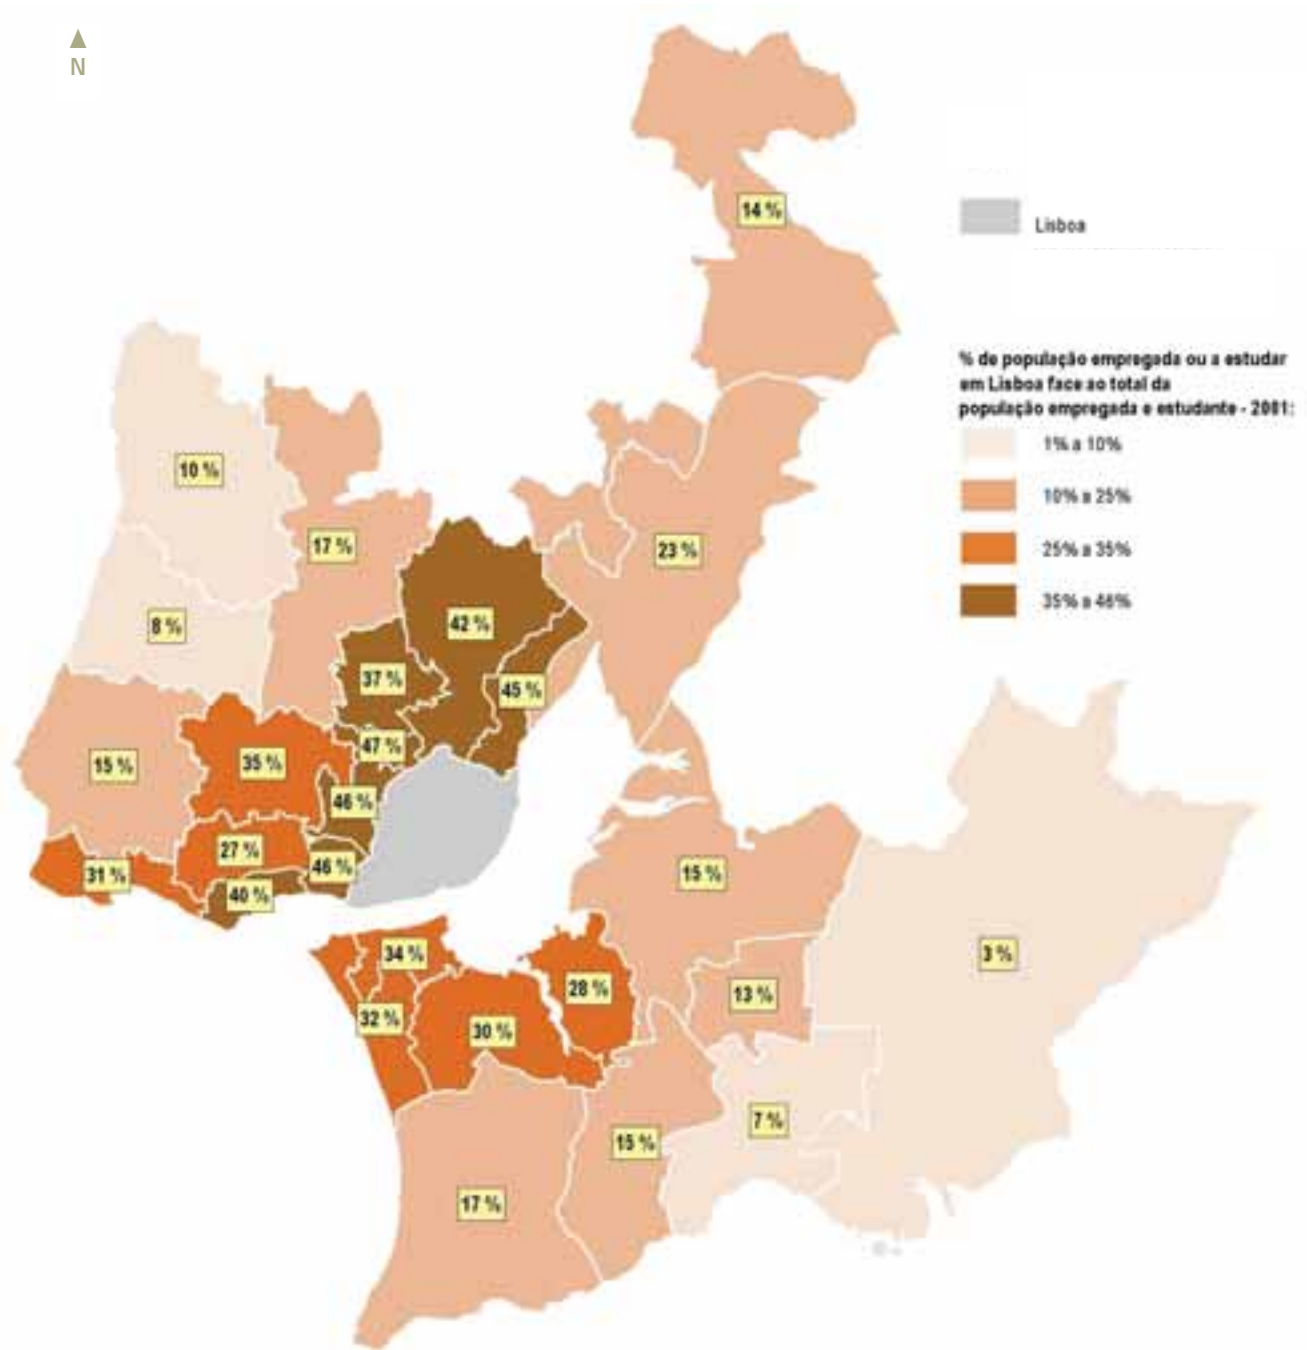 N
14 %
Lisboa
% de população empregada ou a estudar
em Lisboa face ao total da
população empregada e estudante - 2001:
1% a 10%
10% a 25%
25% a 35%
35% a 46%
10 %
17 %
23 %
8 %
42 %
37 %
45 %
47 %
15 %
35 %
46 %
27 %
46 %
31 %
40 %
15 %
34 %
3 %
28 %
13 %
32 %
30 %
7 %
15 %
17 %